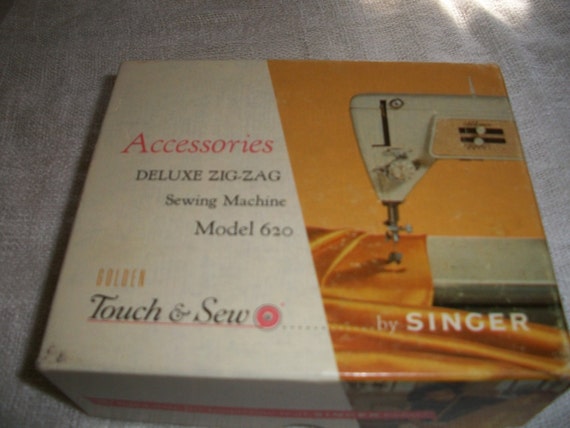 Accessories
DELUXE ZIG-ZAG
Sewing Machine
Model 620
GOLDEN
Touch & Sew
by SINGER